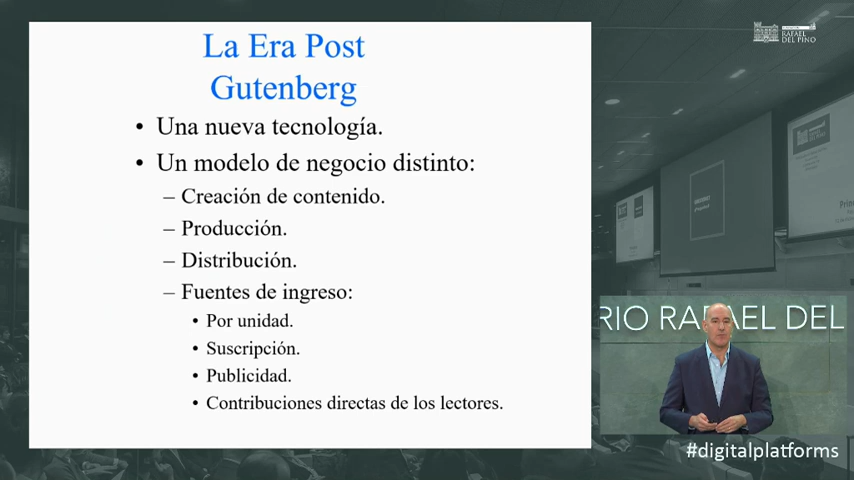 La Era Post
Gutenberg
• Una nueva tecnología.
• Un modelo de negocio distinto:
– Creación de contenido.
– Producción.
– Distribución.
– Fuentes de ingreso:
• Por unidad.
• Suscripción.
• Publicidad.
• Contribuciones directas de los lectores.
RAFAEL
DEL PINO
RIO RAFAEL DEL
#digitalplatforms